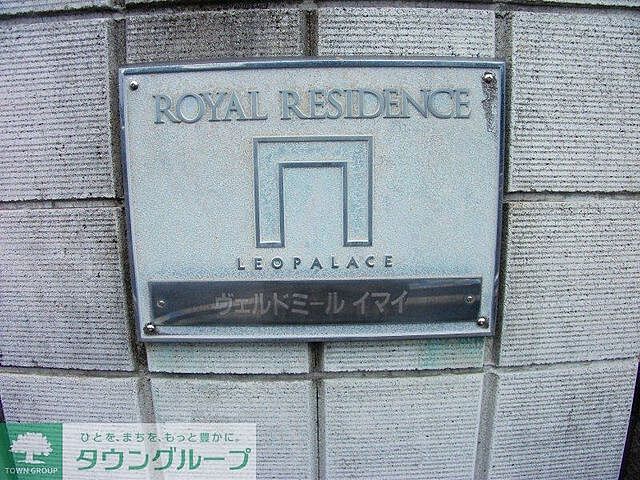 ROYAL RESIDENCE
LEOPALACE
ヴェルドミール イマイ
ひとを、まちを、もっと豊かに。
TOWN GROUP
タウングループ